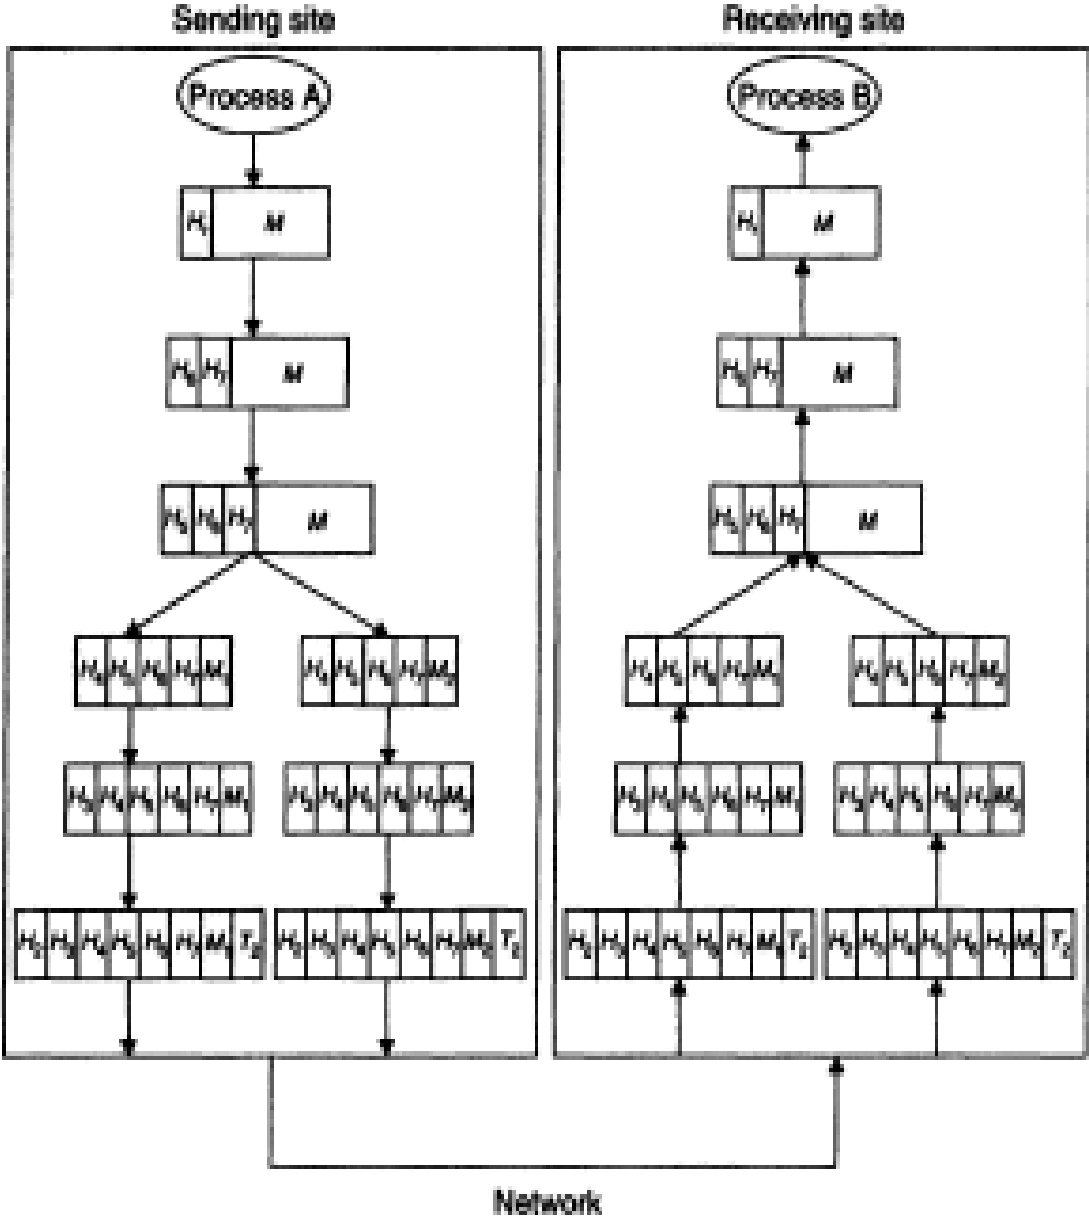 Sending site Receiving site
Process A Process B
H₇ M H₇ M
H₆ H₇ M H₆ H₇ M
H₅ H₆ H₇ M H₅ H₆ H₇ M
H₄ H₅ H₆ H₇ M₁ H₄ H₅ H₆ H₇ M₂ H₄ H₅ H₆ H₇ M₁ H₄ H₅ H₆ H₇ M₂
H₃ H₄ H₅ H₆ H₇ M₁ H₃ H₄ H₅ H₆ H₇ M₂ H₃ H₄ H₅ H₆ H₇ M₁ H₃ H₄ H₅ H₆ H₇ M₂
H₂ H₃ H₄ H₅ H₆ H₇ M₁ T₂ H₂ H₃ H₄ H₅ H₆ H₇ M₂ T₂ H₂ H₃ H₄ H₅ H₆ H₇ M₁ T₂ H₂ H₃ H₄ H₅ H₆ H₇ M₂ T₂
Network